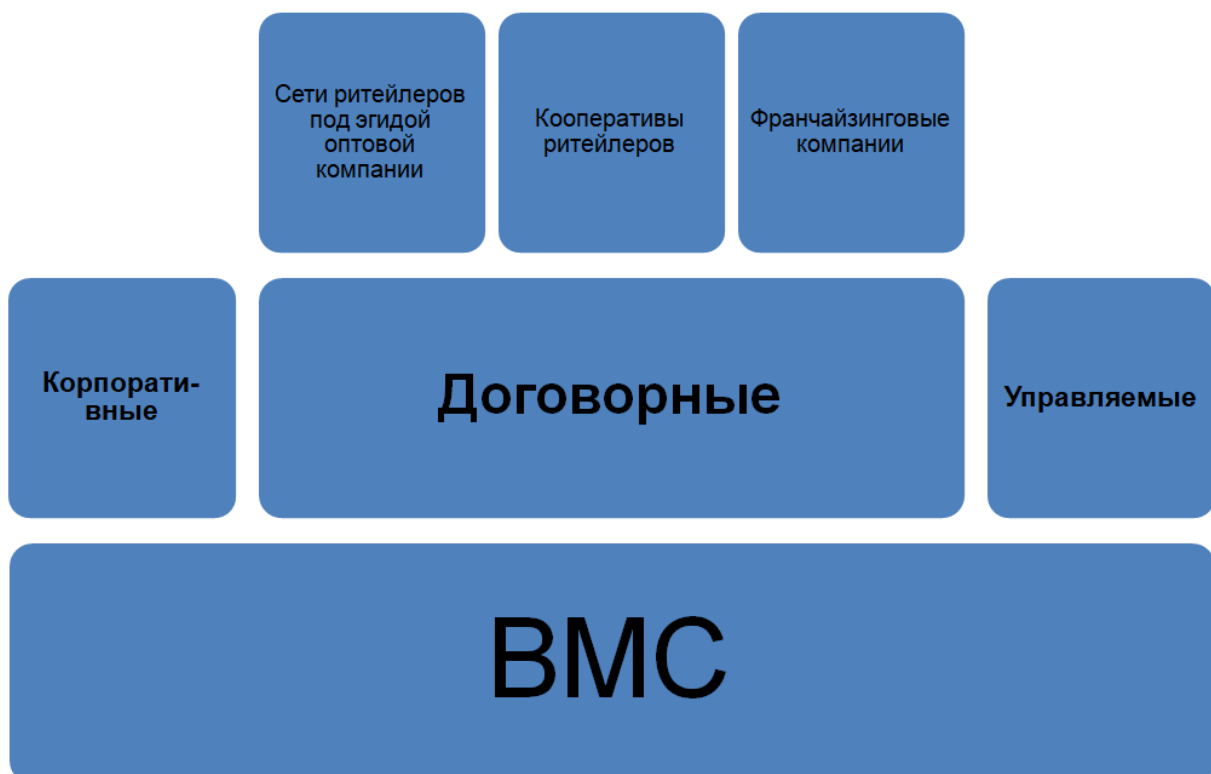 Сети ритейлеров
под эгидой
оптовой
компании
Кооперативы
ритейлеров
Франчайзинговые
компании
Корпорати-
вные
Договорные
Управляемые
ВМС